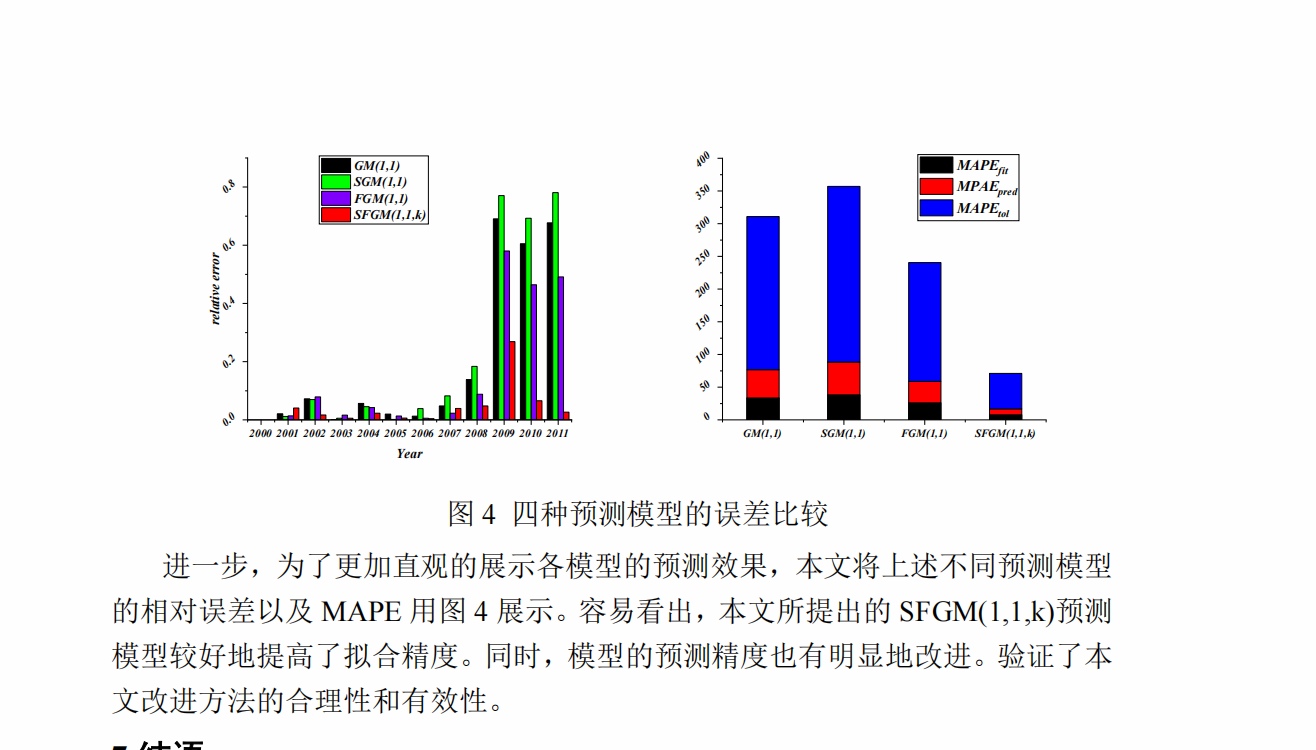 GM(1,1)
SGM(1,1)
FGM(1,1)
SFGM(1,1,k)
0.8
0.6
0.4
0.2
0.0
relative error
2000 2001 2002 2003 2004 2005 2006 2007 2008 2009 2010 2011
Year
MAPEfit
MPAEpred
MAPEtol
400
350
300
250
200
150
100
50
0
GM(1,1) SGM(1,1) FGM(1,1) SFGM(1,1,k)
图 4 四种预测模型的误差比较
进一步，为了更加直观的展示各模型的预测效果，本文将上述不同预测模型
的相对误差以及 MAPE 用图 4 展示。容易看出，本文所提出的 SFGM(1,1,k)预测
模型较好地提高了拟合精度。同时，模型的预测精度也有明显地改进。验证了本
文改进方法的合理性和有效性。